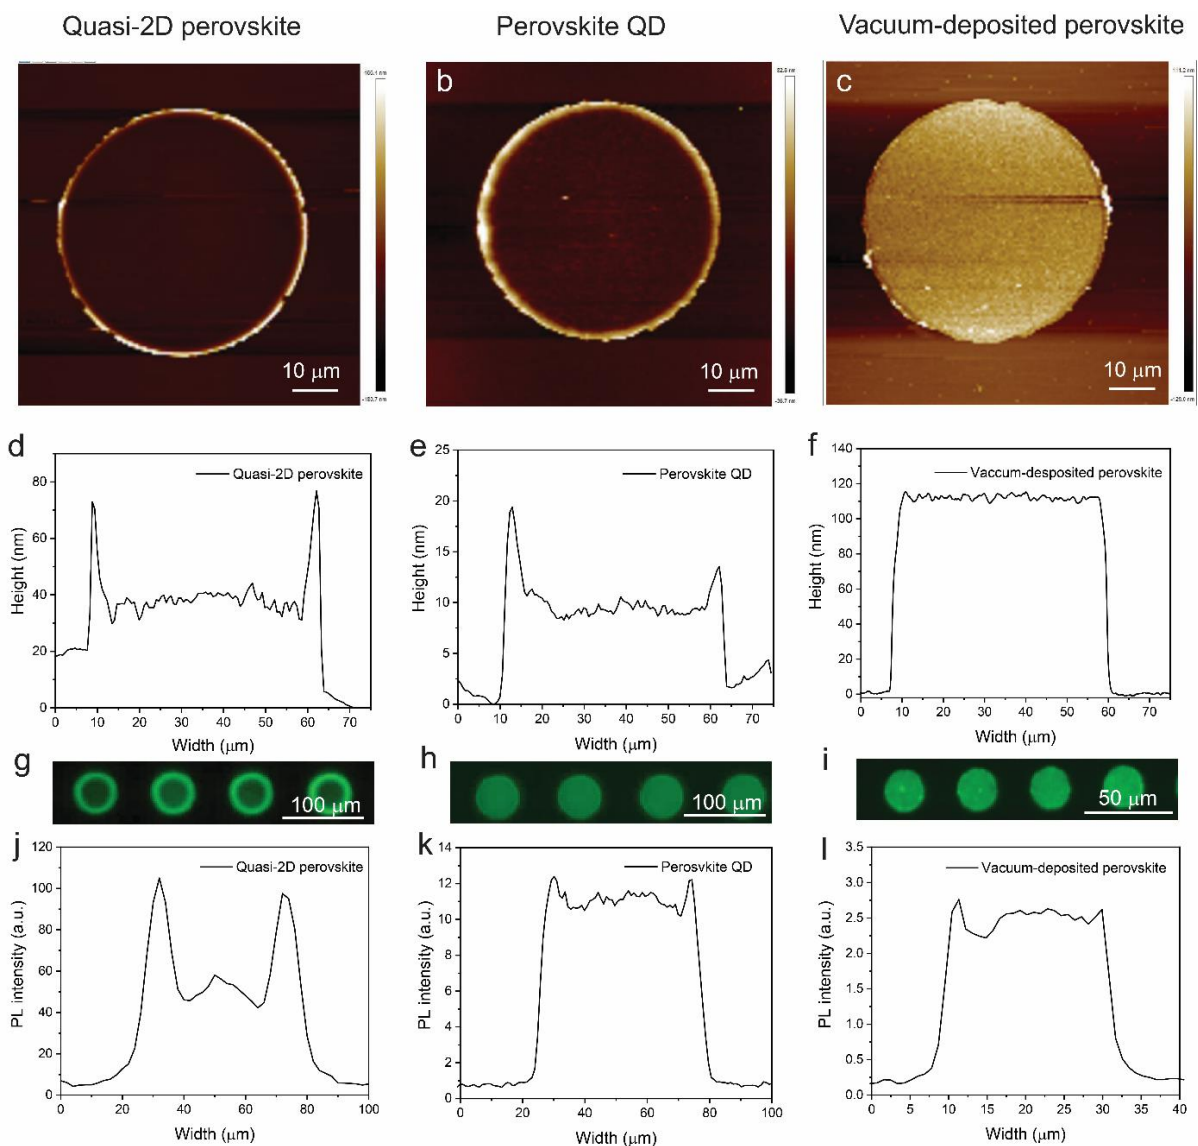 Quasi-2D perovskite
Perovskite QD
Vacuum-deposited perovskite
10 μm
b
10 μm
c
10 μm
d
Quasi-2D perovskite
Height (nm)
80
60
40
20
0
0 10 20 30 40 50 60 70
Width (μm)
e
Perovskite QD
Height (nm)
25
20
15
10
5
0
0 10 20 30 40 50 60 70
Width (μm)
f
Vaccum-desposited perovskite
Height (nm)
140
120
100
80
60
40
20
0
0 10 20 30 40 50 60 70
Width (μm)
g
100 μm
h
100 μm
i
50 μm
j
Quasi-2D perovskite
PL intensity (a.u.)
120
100
80
60
40
20
0
0 20 40 60 80 100
Width (μm)
k
Perosvkite QD
PL intensity (a.u.)
14
12
10
8
6
4
2
0
0 20 40 60 80 100
Width (μm)
l
Vacuum-deposited perovskite
PL intensity (a.u.)
3.5
3.0
2.5
2.0
1.5
1.0
0.5
0.0
0 5 10 15 20 25 30 35 40
Width (μm)